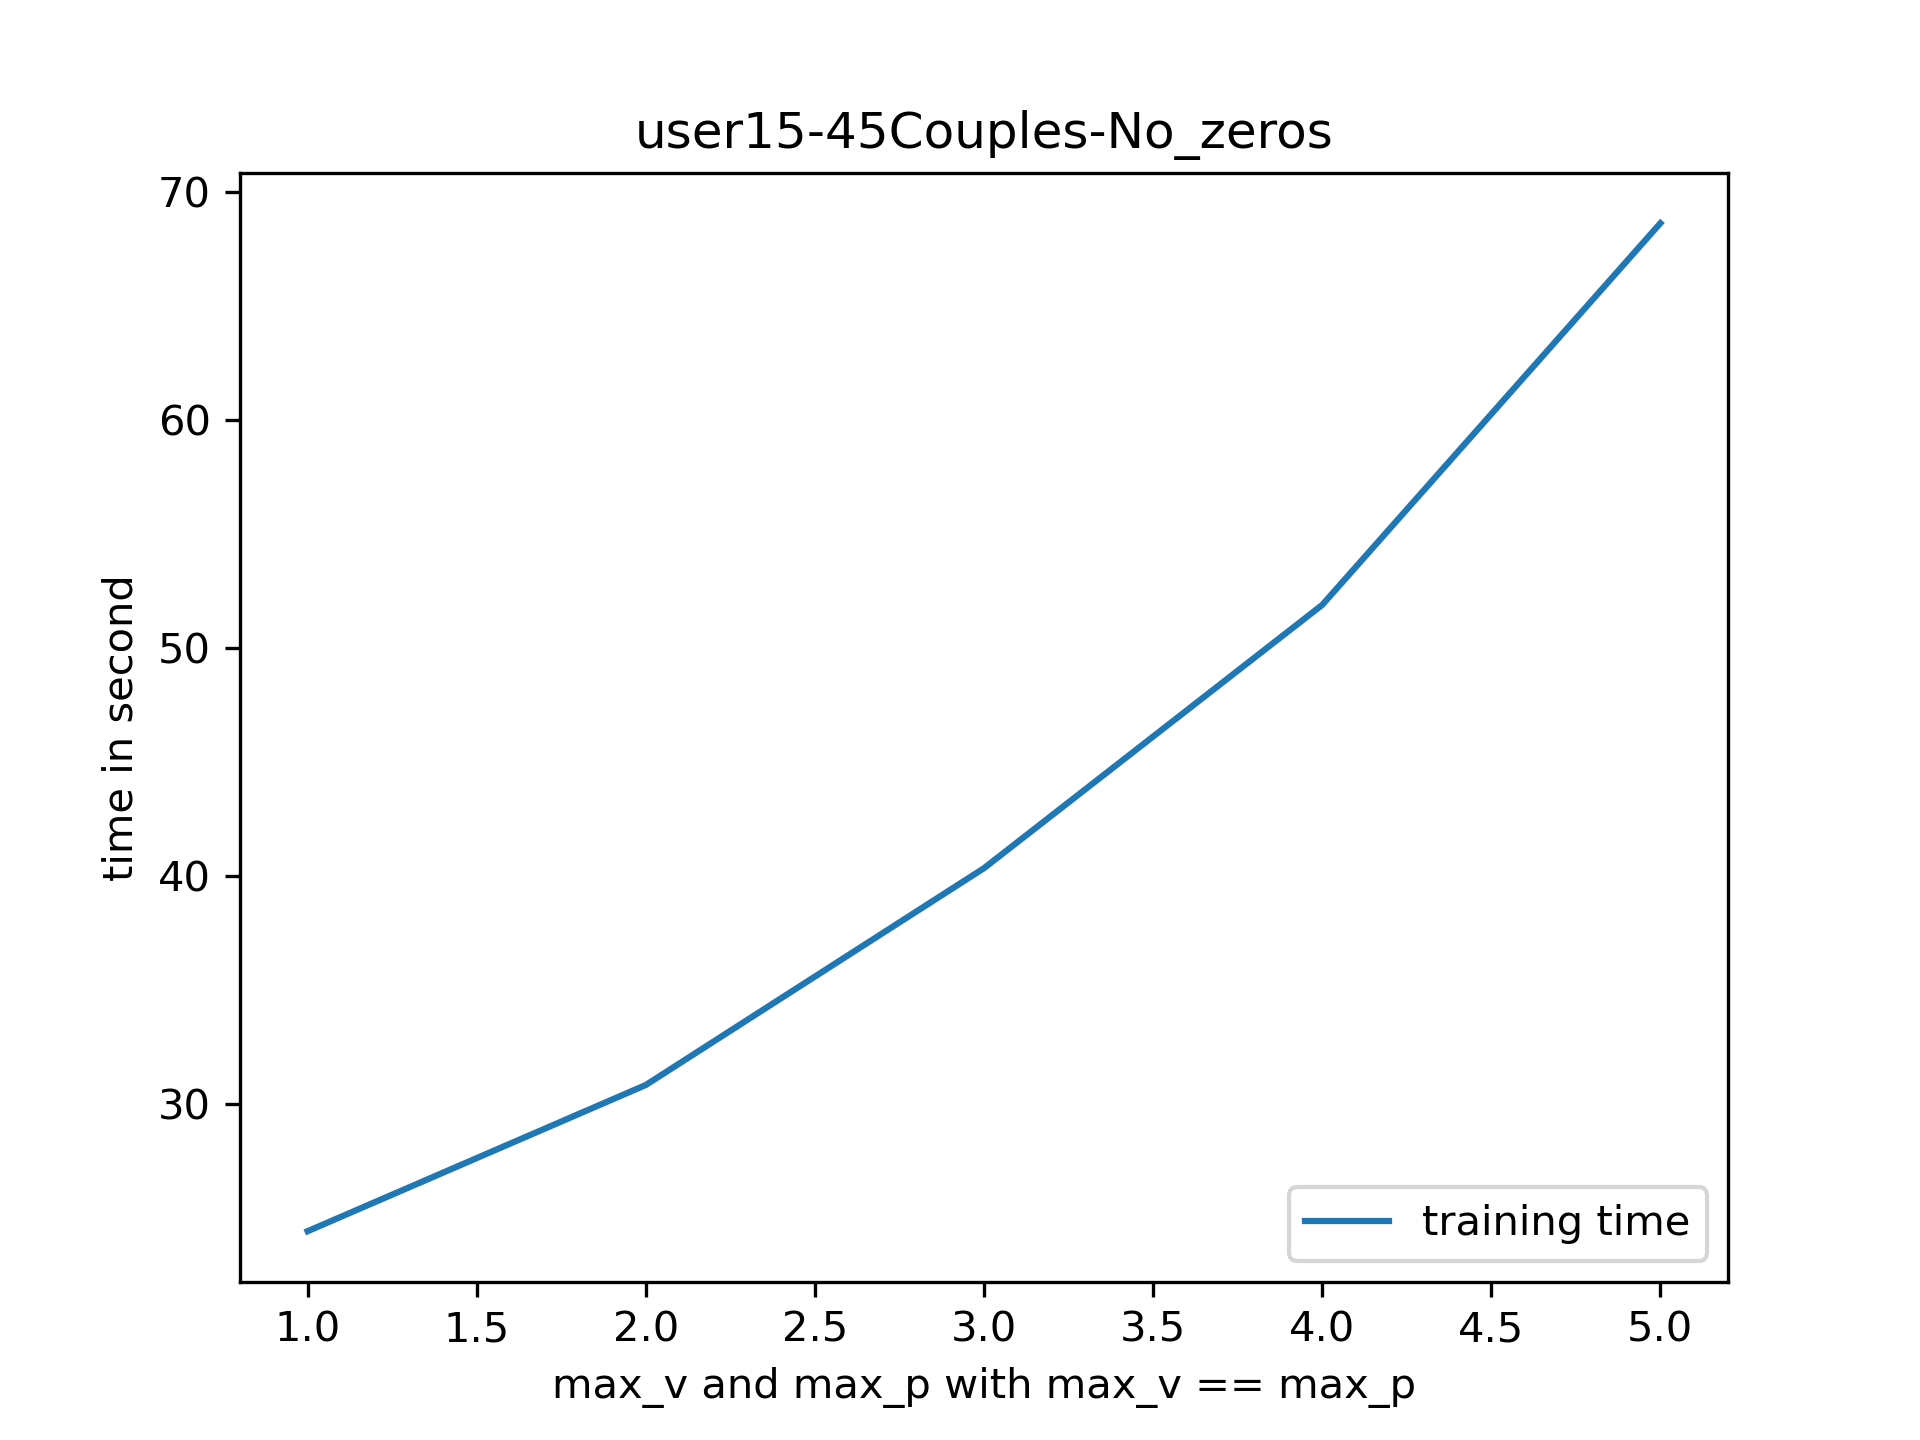 user15-45Couples-No_zeros
70
60
50
40
30
time in second
training time
1.0 1.5 2.0 2.5 3.0 3.5 4.0 4.5 5.0
max_v and max_p with max_v == max_p